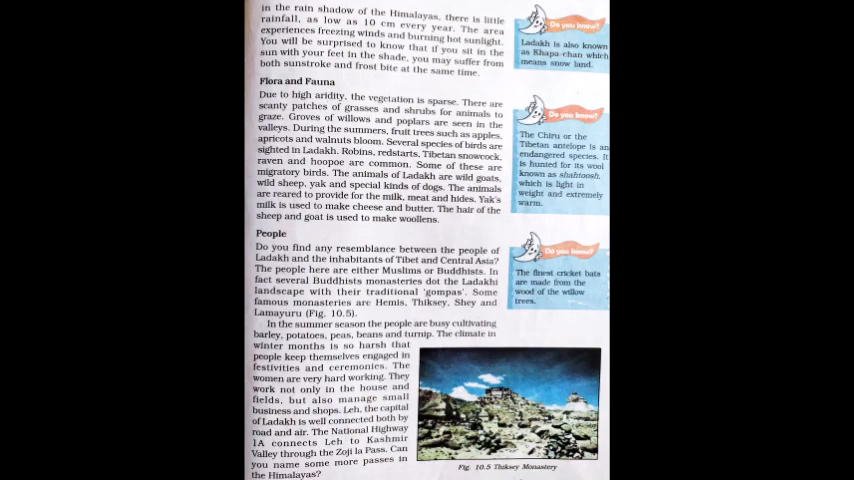 in the rain shadow of the Himalayas, there is little
rainfall, as low as 10 cm every year. The area
experiences freezing winds and burning hot sunlight.
You will be surprised to know that if you sit in the
sun with your feet in the shade, you may suffer from
both sunstroke and frost bite at the same time.
Flora and Fauna
Due to high aridity, the vegetation is sparse. There are
scanty patches of grasses and shrubs for animals to
graze. Groves of willows and poplars are seen in the
valleys. During the summers, fruit trees such as apples,
apricots and walnuts bloom. Several species of birds are
sighted in Ladakh. Robins, redstarts, Tibetan snowcock,
raven and hoopoe are common. Some of these are
migratory birds. The animals of Ladakh are wild goats,
wild sheep, yak and special kinds of dogs. The animals
are reared to provide for the milk, meat and hides. Yak's
milk is used to make cheese and butter. The hair of the
sheep and goat is used to make woollens.
People
Do you find any resemblance between the people of
Ladakh and the inhabitants of Tibet and Central Asia?
The people here are either Muslims or Buddhists. In
fact several Buddhists monasteries dot the Ladakhi
landscape with their traditional 'gompas'. Some
famous monasteries are Hemis, Thiksey, Shey and
Lamayuru (Fig. 10.5).
In the summer season the people are busy cultivating
barley, potatoes, peas, beans and turnip. The climate in
winter months is so harsh that
people keep themselves engaged in
festivities and ceremonies. The
women are very hard working. They
work not only in the house and
fields, but also manage small
business and shops. Leh, the capital
of Ladakh is well connected both by
road and air. The National Highway
1A connects Leh to Kashmir
Valley through the Zoji la Pass. Can
you name some more passes in
the Himalayas?
Do you know?
Ladakh is also known
as Khapa-chan which
means snow land.
Do you know?
The Chiru or the
Tibetan antelope is an
endangered species. It
is hunted for its wool
known as shahtoosh,
which is light in
weight and extremely
warm.
Do you know?
The finest cricket bats
are made from the
wood of the willow
trees.
Fig. 10.5 Thiksey Monastery